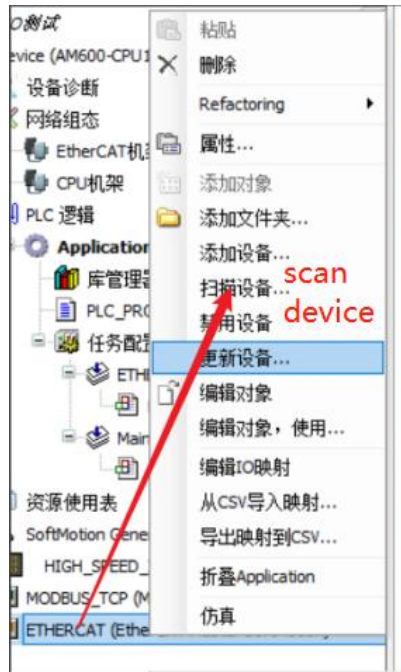 O测试
evice (AM600-CPU1
设备诊断
网络组态
EtherCAT机
CPU机架
PLC 逻辑
Application
库管理器
PLC_PRO
任务配
ETHE
Main
资源使用表
SoftMotion Gene
HIGH_SPEED_
MODBUS_TCP (M
ETHERCAT (Ethe
粘贴
删除
Refactoring
属性...
添加对象
添加文件夹...
添加设备...
扫描设备...
禁用设备
更新设备...
编辑对象
编辑对象，使用...
编辑IO映射
从CSV导入映射...
导出映射到CSV...
折叠Application
仿真
scan
device